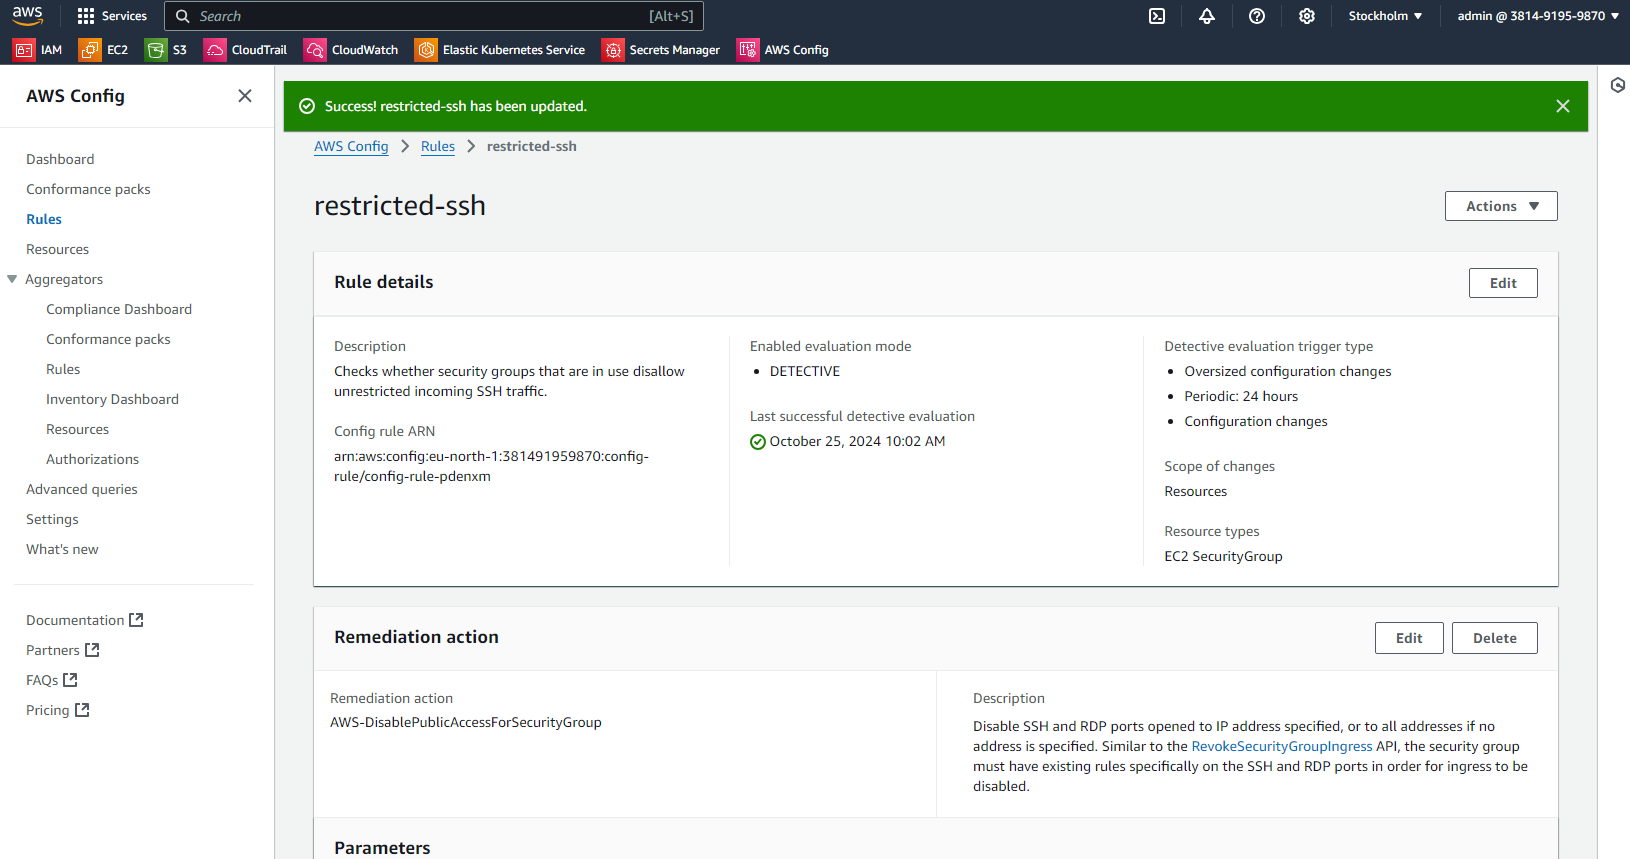 aws
Services
Search
[Alt+S]
Stockholm
admin @ 3814-9195-9870
IAM
EC2
S3
CloudTrail
CloudWatch
Elastic Kubernetes Service
Secrets Manager
AWS Config
AWS Config
Dashboard
Conformance packs
Rules
Resources
Aggregators
Compliance Dashboard
Conformance packs
Rules
Inventory Dashboard
Resources
Authorizations
Advanced queries
Settings
What's new
Documentation
Partners
FAQs
Pricing
Success! restricted-ssh has been updated.
AWS Config > Rules > restricted-ssh
restricted-ssh
Actions
Rule details
Edit
Description
Checks whether security groups that are in use disallow
unrestricted incoming SSH traffic.
Config rule ARN
arn:aws:config:eu-north-1:381491959870:config-
rule/config-rule-pdenxm
Enabled evaluation mode
• DETECTIVE
Last successful detective evaluation
October 25, 2024 10:02 AM
Detective evaluation trigger type
• Oversized configuration changes
• Periodic: 24 hours
• Configuration changes
Scope of changes
Resources
Resource types
EC2 SecurityGroup
Remediation action
Edit
Delete
Remediation action
AWS-DisablePublicAccessForSecurityGroup
Description
Disable SSH and RDP ports opened to IP address specified, or to all addresses if no
address is specified. Similar to the RevokeSecurityGroupIngress API, the security group
must have existing rules specifically on the SSH and RDP ports in order for ingress to be
disabled.
Parameters